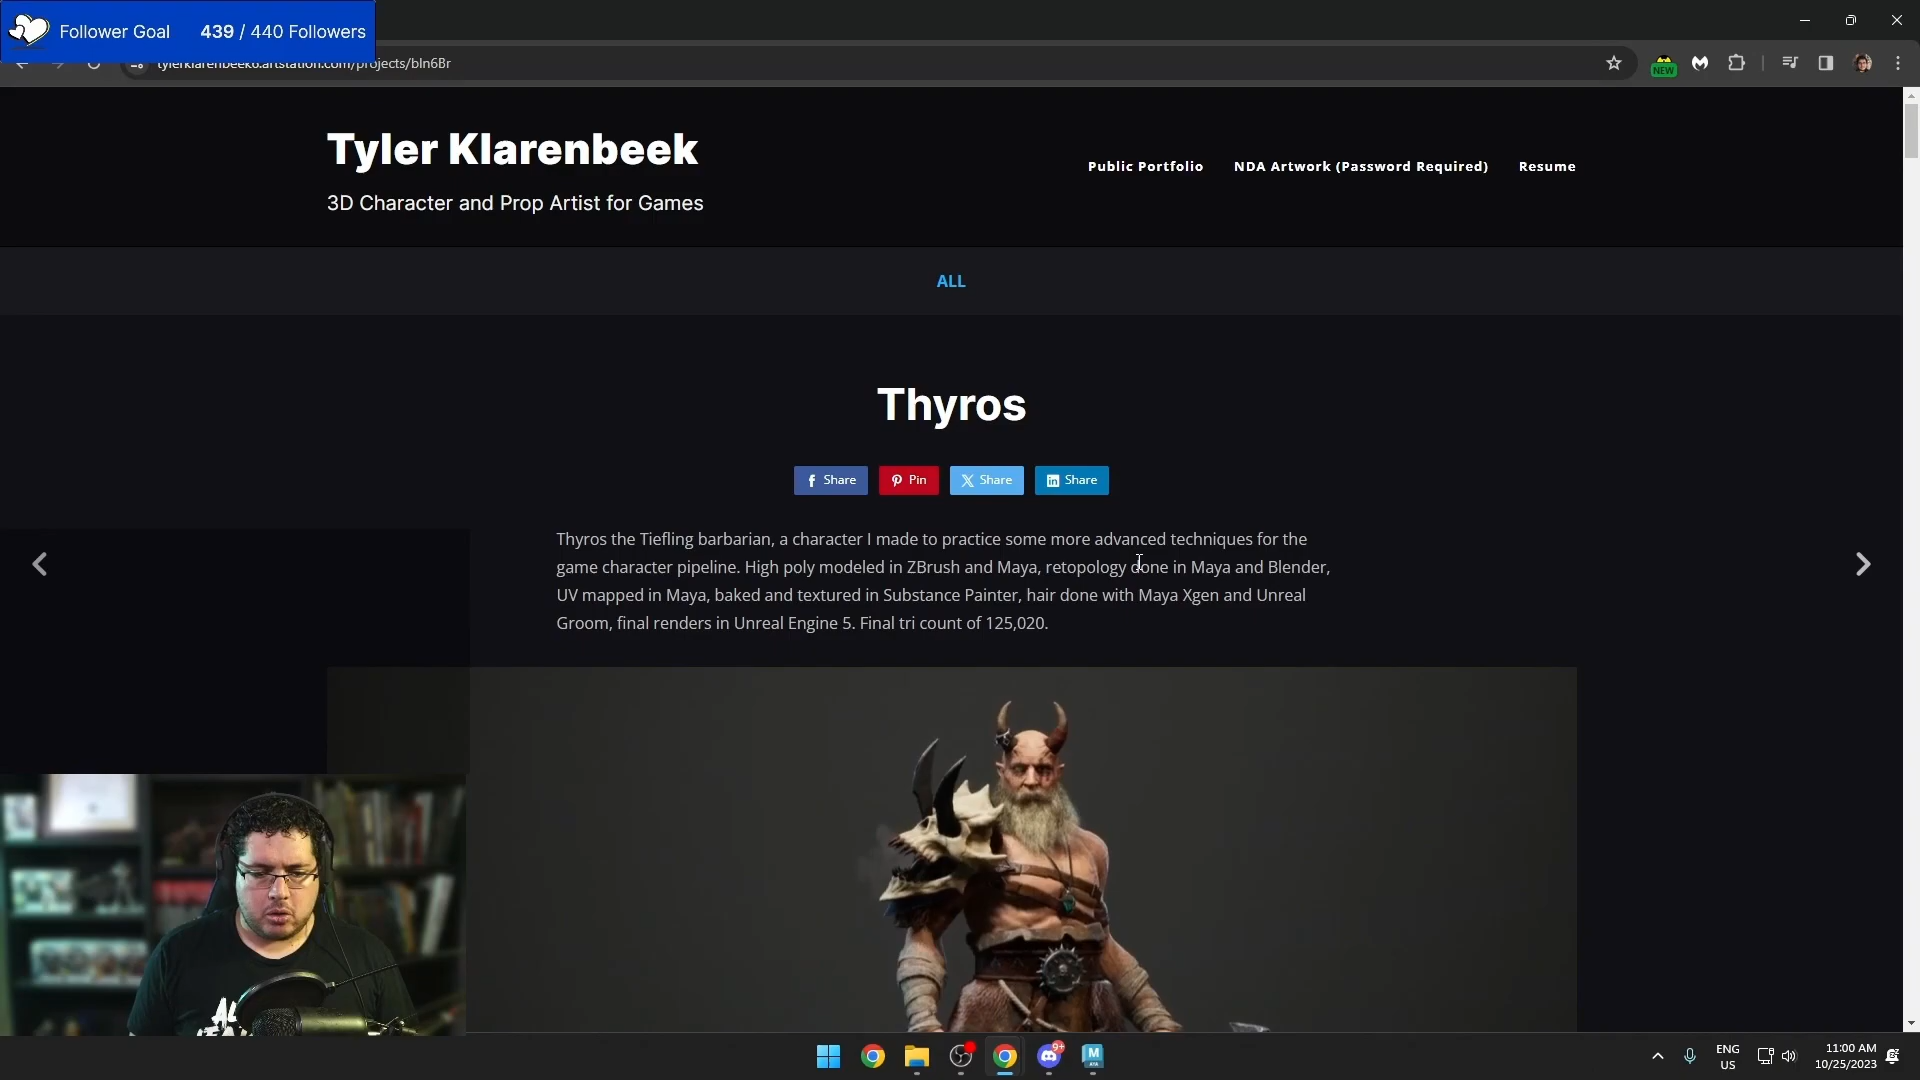 Follower Goal 439 / 440 Followers
tylerklarenbeek6.artstation.com/projects/bln6Br
NEW
Tyler Klarenbeek
3D Character and Prop Artist for Games
Public Portfolio NDA Artwork (Password Required) Resume
ALL
Thyros
Share Pin Share Share
Thyros the Tiefling barbarian, a character I made to practice some more advanced techniques for the
game character pipeline. High poly modeled in ZBrush and Maya, retopology done in Maya and Blender,
UV mapped in Maya, baked and textured in Substance Painter, hair done with Maya Xgen and Unreal
Groom, final renders in Unreal Engine 5. Final tri count of 125,020.
9+
M
ENG
US
11:00 AM
10/25/2023